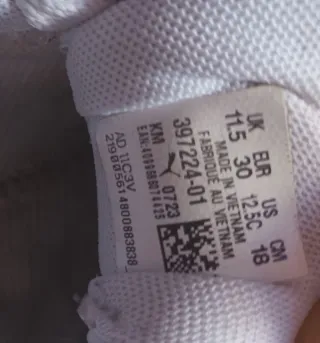 UK EUR US CM
11.5 30 12.5C 18
MADE IN VIETNAM
FABRIQUÉ AU VIETNAM
397224-01
KM 0723
AD 11C3V